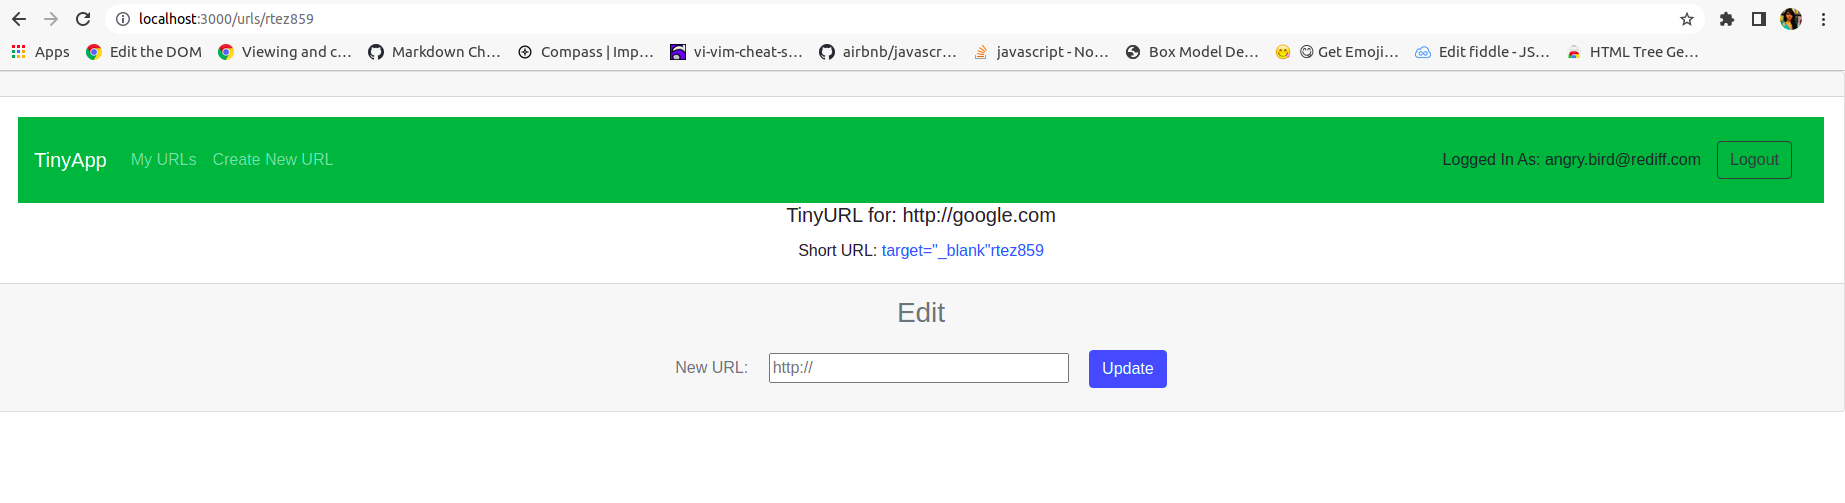 localhost:3000/urls/rtez859
Apps Edit the DOM Viewing and c... Markdown Ch... Compass | Imp... vi-vim-cheat-s... airbnb/javascr... javascript - No... Box Model De... Get Emoji... Edit fiddle - JS... HTML Tree Ge...
TinyApp My URLs Create New URL Logged In As: angry.bird@rediff.com Logout
TinyURL for: http://google.com
Short URL: target="_blank"rtez859
Edit
New URL: http:// Update